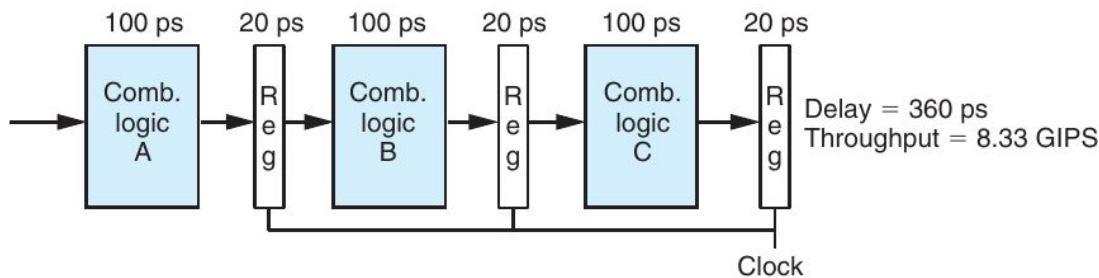 100 ps 20 ps 100 ps 20 ps 100 ps 20 ps
Comb.
logic
A
R
e
g
Comb.
logic
B
R
e
g
Comb.
logic
C
R
e
g
Delay = 360 ps
Throughput = 8.33 GIPS
Clock